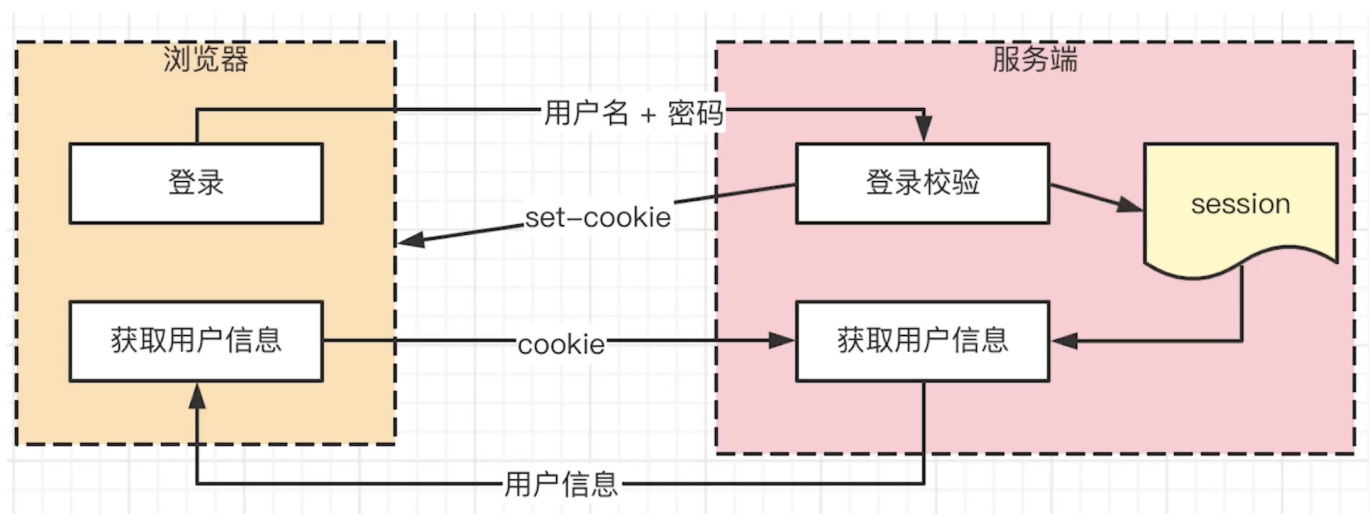 浏览器
服务端
用户名 + 密码
登录
登录校验
session
set-cookie
获取用户信息
cookie
获取用户信息
用户信息